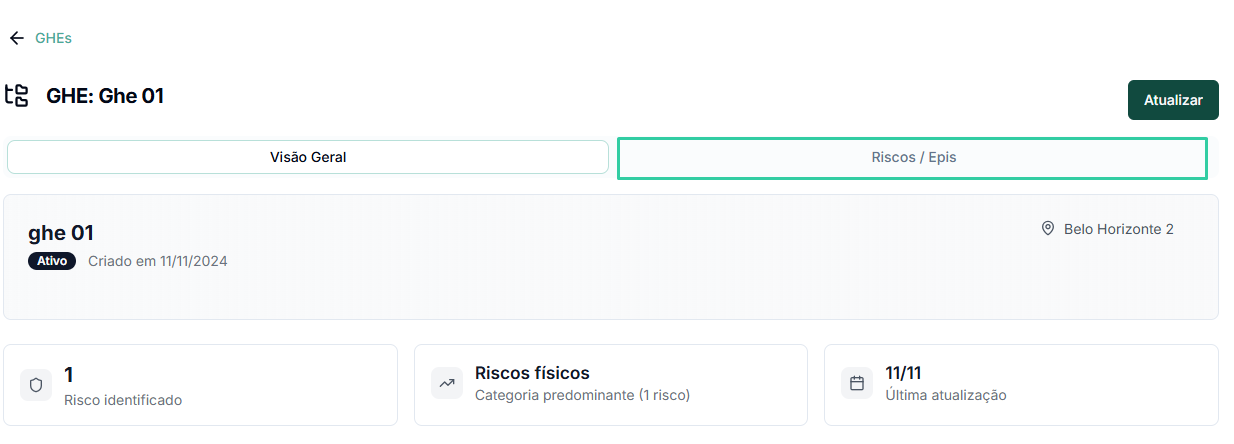 GHEs
GHE: Ghe 01
Atualizar
Visão Geral
Riscos / Epis
ghe 01
Belo Horizonte 2
Ativo Criado em 11/11/2024
1
Risco identificado
Riscos físicos
Categoria predominante (1 risco)
11/11
Última atualização